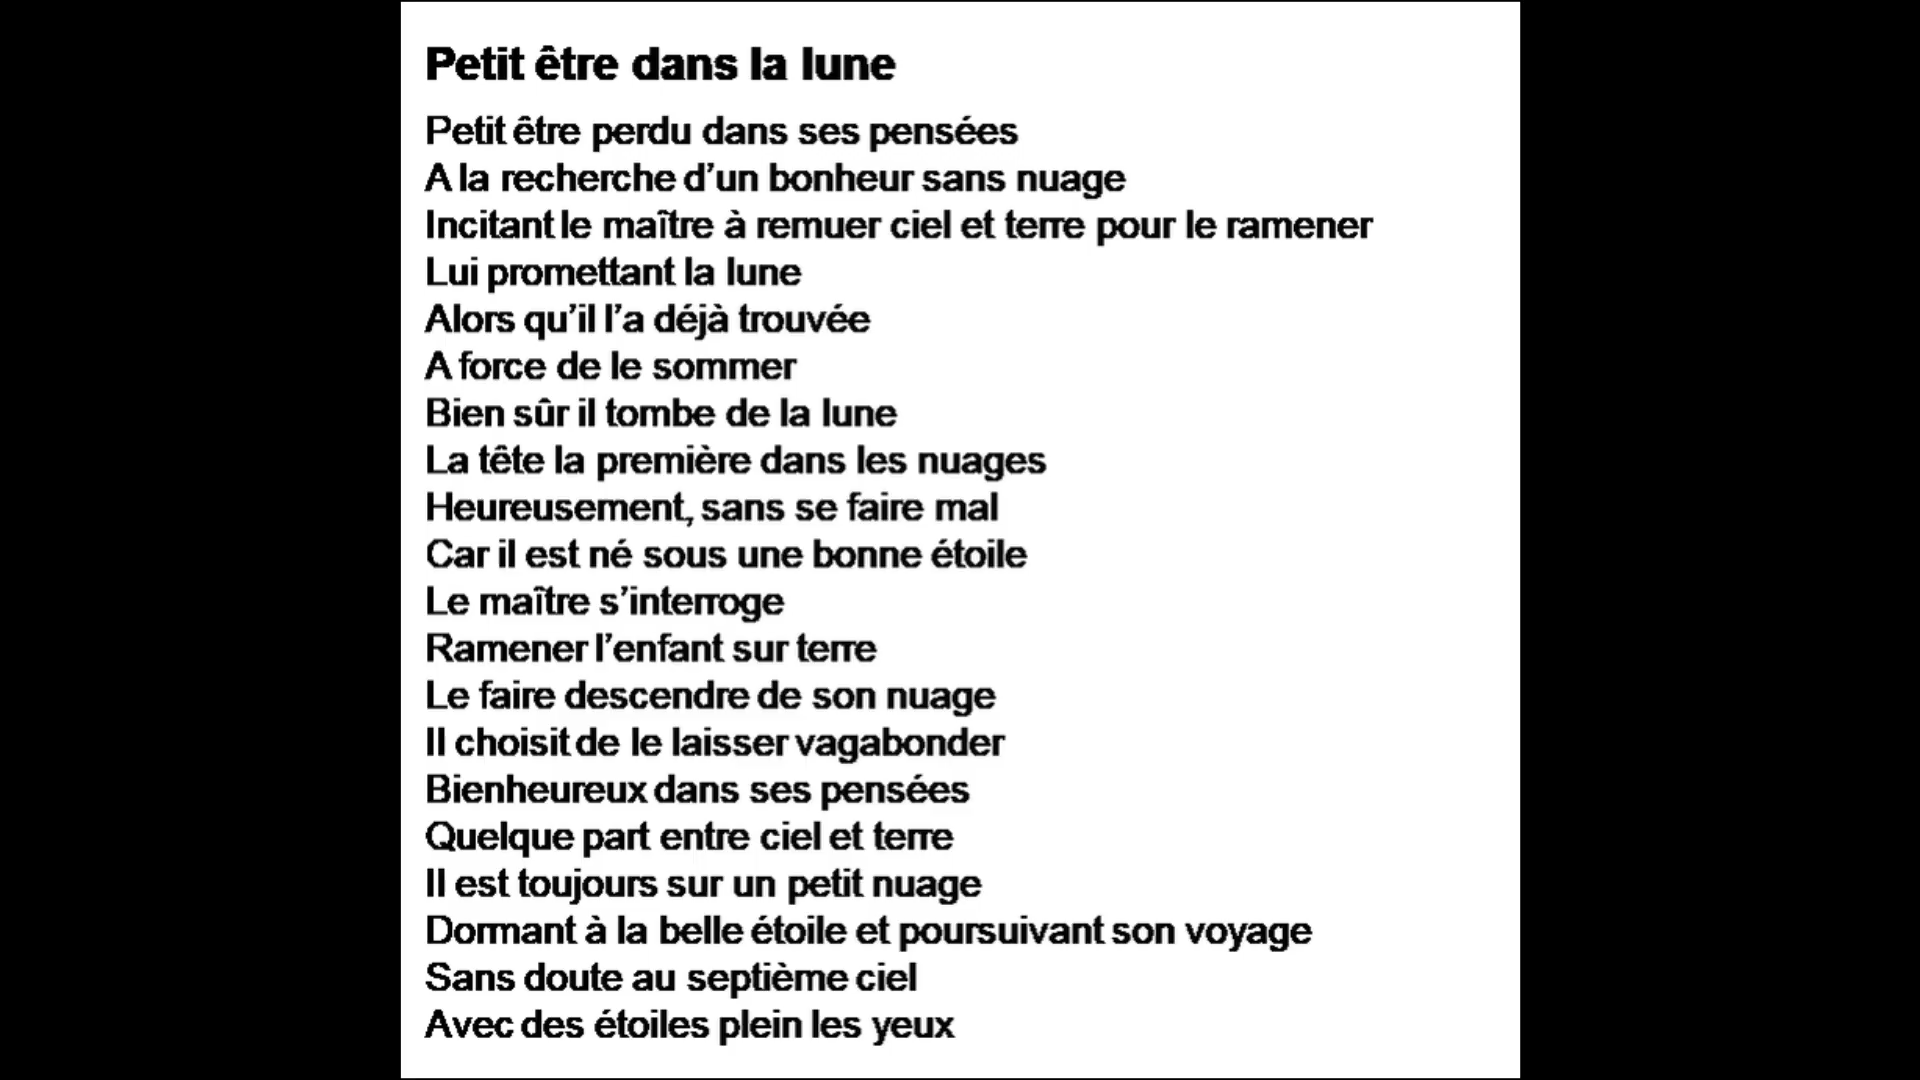 Petit être dans la lune
Petit être perdu dans ses pensées
A la recherche d’un bonheur sans nuage
Incitant le maître à remuer ciel et terre pour le ramener
Lui promettant la lune
Alors qu’il l’a déjà trouvée
A force de le sommer
Bien sûr il tombe de la lune
La tête la première dans les nuages
Heureusement, sans se faire mal
Car il est né sous une bonne étoile
Le maître s’interroge
Ramener l’enfant sur terre
Le faire descendre de son nuage
Il choisit de le laisser vagabonder
Bienheureux dans ses pensées
Quelque part entre ciel et terre
Il est toujours sur un petit nuage
Dormant à la belle étoile et poursuivant son voyage
Sans doute au septième ciel
Avec des étoiles plein les yeux